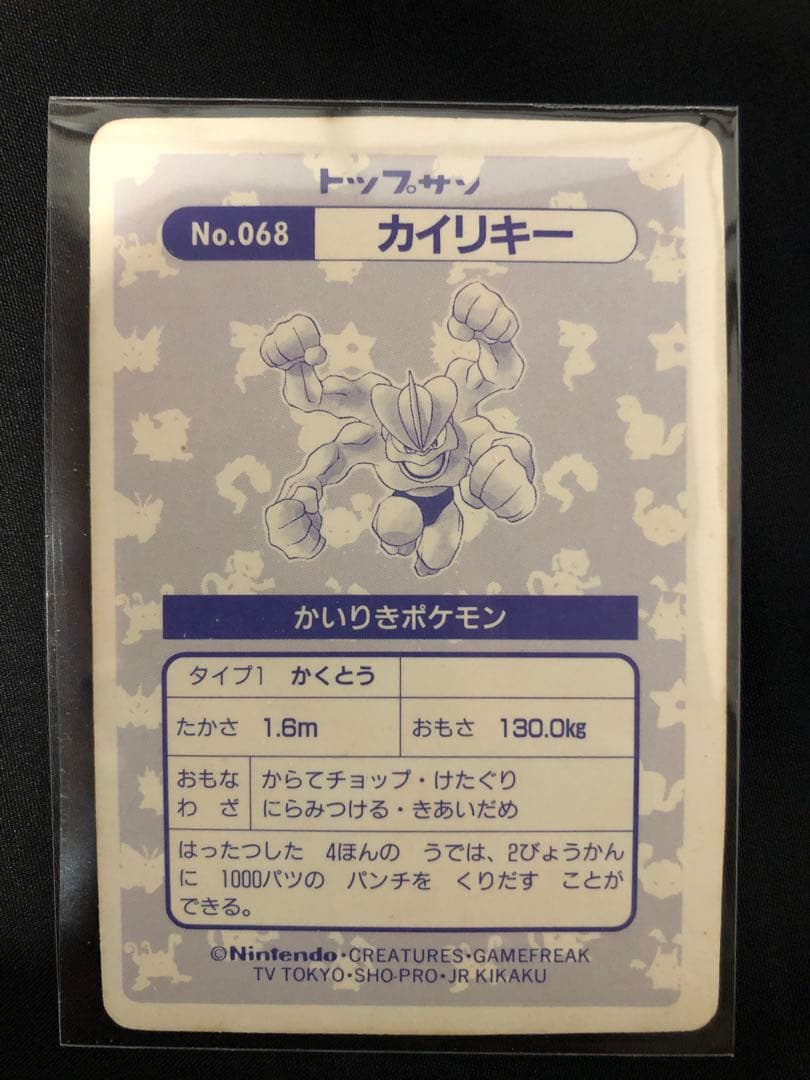 トップサン
No.068 カイリキー
かいりきポケモン
タイプ1 かくとう
たかさ 1.6m おもさ 130.0kg
おもな からてチョップ・けたぐり
わ ざ にらみつける・きあいだめ
はったつした 4ほんの うでは、2びょうかん
に 1000パツの パンチを くりだす ことが
できる。
©Nintendo・CREATURES・GAMEFREAK
TV TOKYO・SHO-PRO・JR KIKAKU